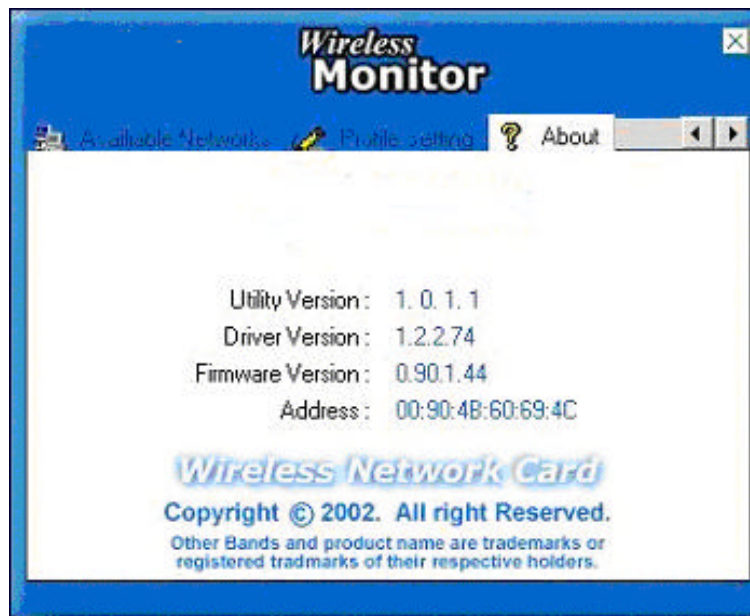 Wireless
Monitor
Available Networks Profile Setting About
Utility Version : 1. 0. 1. 1
Driver Version : 1.2.2.74
Firmware Version : 0.90.1.44
Address : 00:90:4B:60:69:4C
Wireless Network Card
Copyright © 2002. All right Reserved.
Other Bands and product name are trademarks or
registered tradmarks of their respective holders.